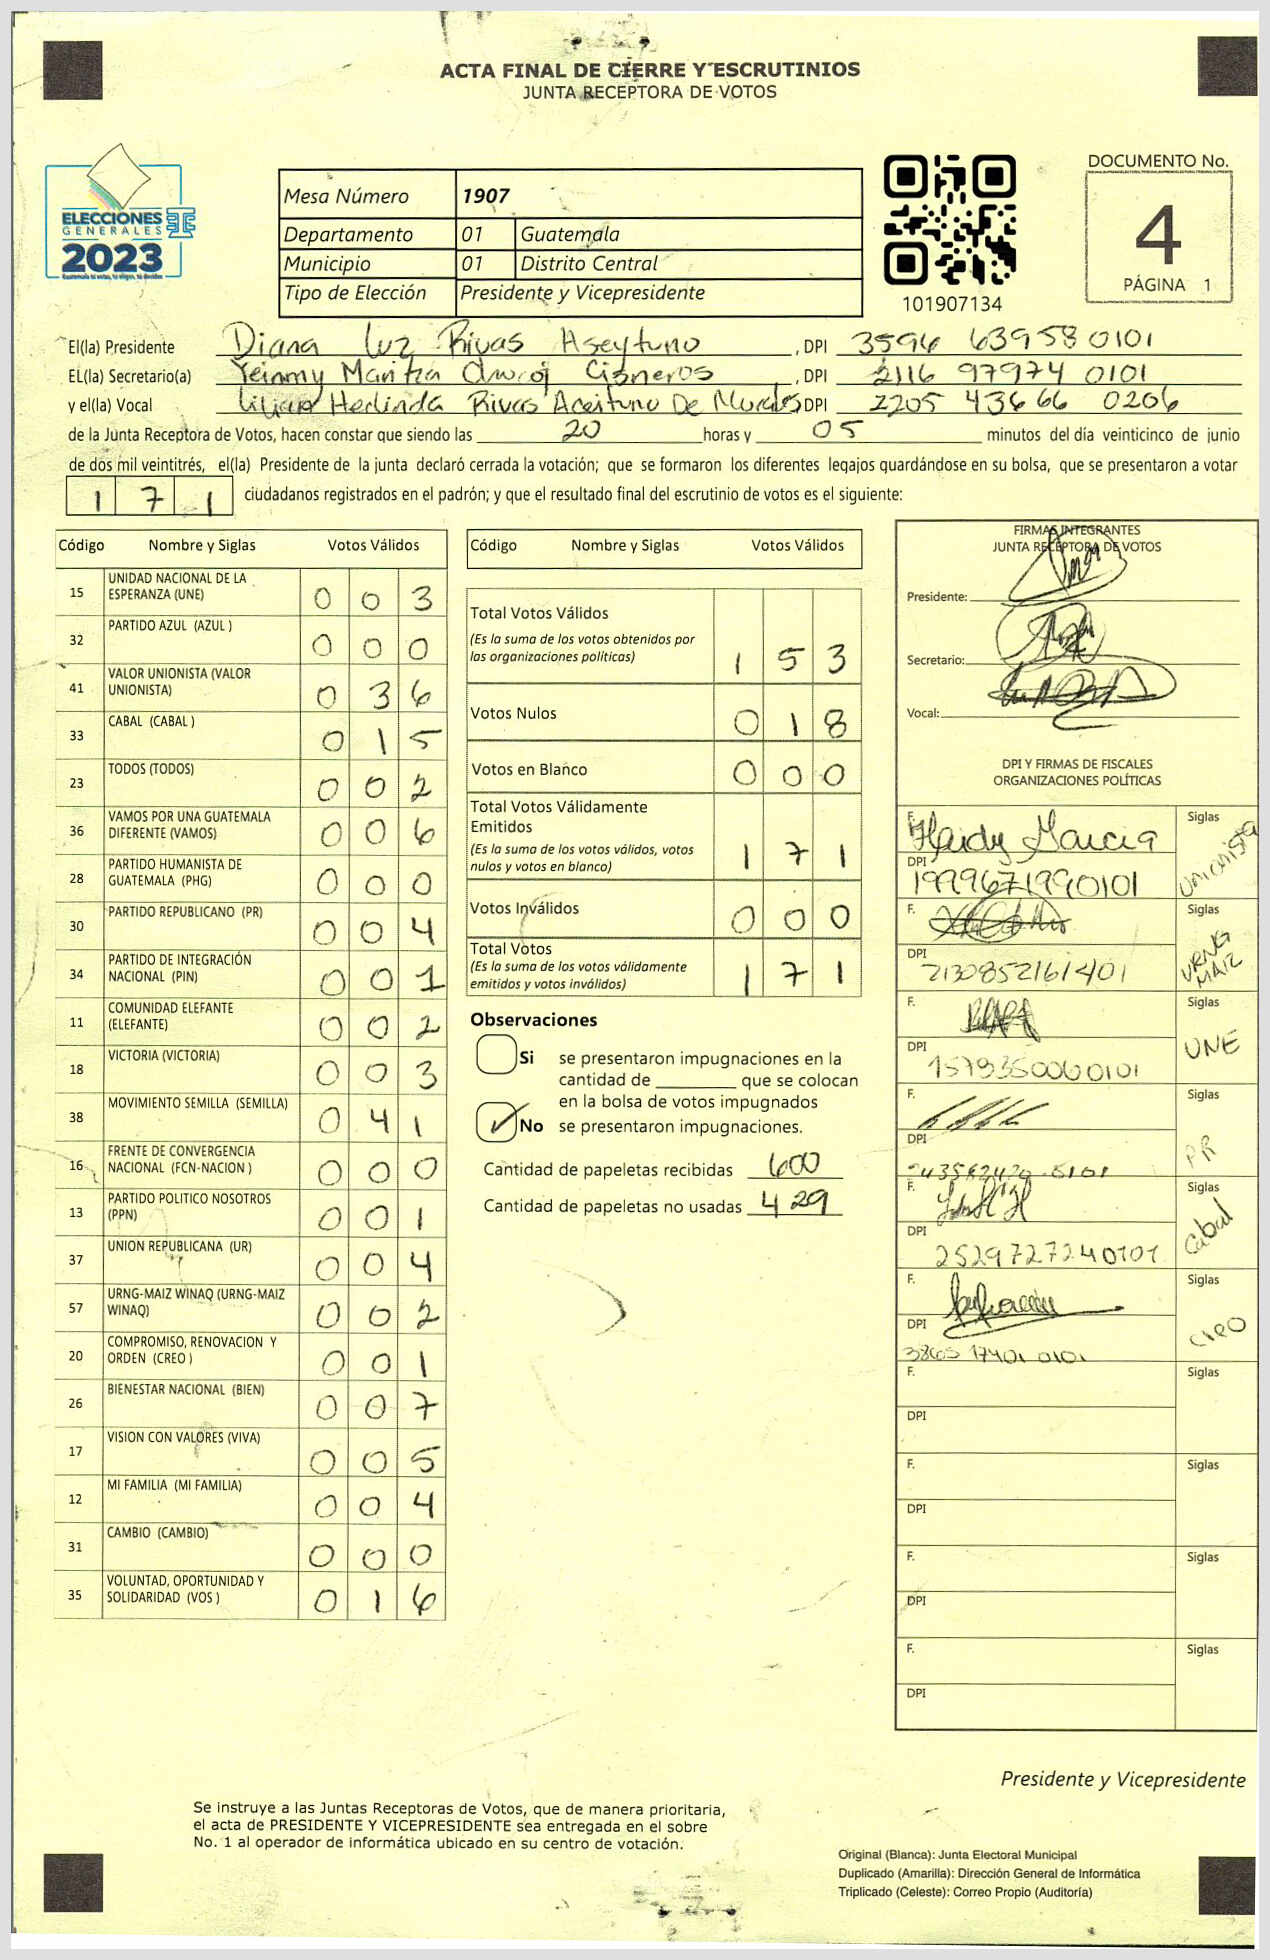 ACTA FINAL DE CIERRE Y ESCRUTINIOS
JUNTA RECEPTORA DE VOTOS
ELECCIONES
GENERALES
2023
Mesa Número 1907
Departamento 01 Guatemala
Municipio 01 Distrito Central
Tipo de Elección Presidente y Vicepresidente
101907134
DOCUMENTO No.
4
PÁGINA 1
El(la) Presidente Diana Luz Rivas Aseytuno , DPI 3594 63958 0101
EL(la) Secretario(a) Yeimmy Maritza Cisneros , DPI 2116 97974 0101
y el(la) Vocal Lilian Herlinda Rivas Aceituno De Morales DPI 2205 43666 0206
de la Junta Receptora de Votos, hacen constar que siendo las 20 horas y 05 minutos del día veinticinco de junio
de dos mil veintitrés, el(la) Presidente de la junta declaró cerrada la votación; que se formaron los diferentes legajos quardándose en su bolsa, que se presentaron a votar
1 7 1 ciudadanos registrados en el padrón; y que el resultado final del escrutinio de votos es el siguiente:
Código Nombre y Siglas Votos Válidos
15 UNIDAD NACIONAL DE LA ESPERANZA (UNE) 0 0 3
32 PARTIDO AZUL (AZUL ) 0 0 0
41 VALOR UNIONISTA (VALOR UNIONISTA) 0 3 6
33 CABAL (CABAL ) 0 1 5
23 TODOS (TODOS) 0 0 2
36 VAMOS POR UNA GUATEMALA DIFERENTE (VAMOS) 0 0 6
28 PARTIDO HUMANISTA DE GUATEMALA (PHG) 0 0 0
30 PARTIDO REPUBLICANO (PR) 0 0 4
34 PARTIDO DE INTEGRACIÓN NACIONAL (PIN) 0 0 1
11 COMUNIDAD ELEFANTE (ELEFANTE) 0 0 2
18 VICTORIA (VICTORIA) 0 0 3
38 MOVIMIENTO SEMILLA (SEMILLA) 0 4 1
16 FRENTE DE CONVERGENCIA NACIONAL (FCN-NACION ) 0 0 0
13 PARTIDO POLITICO NOSOTROS (PPN) 0 0 1
37 UNION REPUBLICANA (UR) 0 0 4
57 URNG-MAIZ WINAQ (URNG-MAIZ WINAQ) 0 0 2
20 COMPROMISO, RENOVACION Y ORDEN (CREO ) 0 0 1
26 BIENESTAR NACIONAL (BIEN) 0 0 7
17 VISION CON VALORES (VIVA) 0 0 5
12 MI FAMILIA (MI FAMILIA) 0 0 4
31 CAMBIO (CAMBIO) 0 0 0
35 VOLUNTAD, OPORTUNIDAD Y SOLIDARIDAD (VOS ) 0 1 6
Código Nombre y Siglas Votos Válidos
Total Votos Válidos 1 5 3
(Es la suma de los votos obtenidos por
las organizaciones políticas)
Votos Nulos 0 1 8
Votos en Blanco 0 0 0
Total Votos Válidamente
Emitidos 1 7 1
(Es la suma de los votos válidos, votos
nulos y votos en blanco)
Votos Inválidos 0 0 0
Total Votos 1 7 1
(Es la suma de los votos válidamente
emitidos y votos inválidos)
Observaciones
Si se presentaron impugnaciones en la
cantidad de ________ que se colocan
en la bolsa de votos impugnados
No se presentaron impugnaciones.
Cantidad de papeletas recibidas 600
Cantidad de papeletas no usadas 429
FIRMAS INTEGRANTES
JUNTA RECEPTORA DE VOTOS
Presidente:
Secretario:
Vocal:
DPI Y FIRMAS DE FISCALES
ORGANIZACIONES POLÍTICAS
F. Heidy Garcia Siglas Unionista
DPI 1999671990101
F. Siglas URNG MAIZ
DPI 2130852161401
F. Siglas UNE
DPI 1579350060101
F. Siglas PR
DPI
F. Siglas Cabal
DPI 2529727240101
F. Siglas Creo
DPI 3865 17401 0101
F. Siglas
DPI
F. Siglas
DPI
F. Siglas
DPI
F. Siglas
DPI
Presidente y Vicepresidente
Se instruye a las Juntas Receptoras de Votos, que de manera prioritaria,
el acta de PRESIDENTE Y VICEPRESIDENTE sea entregada en el sobre
No. 1 al operador de informática ubicado en su centro de votación.
Original (Blanca): Junta Electoral Municipal
Duplicado (Amarilla): Dirección General de Informática
Triplicado (Celeste): Correo Propio (Auditoría)